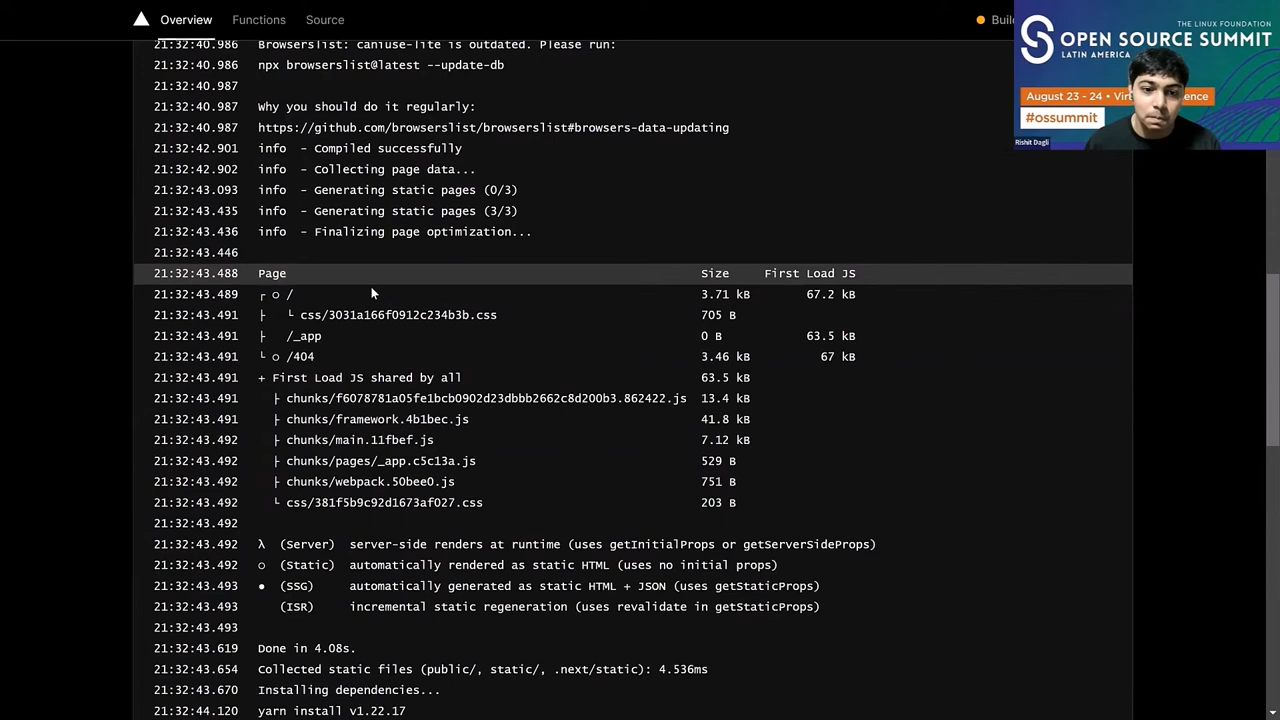 Overview Functions Source Buil
THE LINUX FOUNDATION
OPEN SOURCE SUMMIT
LATIN AMERICA
August 23 - 24 • Vir
#ossummit
Rishit Dagli
21:32:40.986 Browserslist: caniuse-lite is outdated. Please run:
21:32:40.986 npx browserslist@latest --update-db
21:32:40.987
21:32:40.987 Why you should do it regularly:
21:32:40.987 https://github.com/browserslist/browserslist#browsers-data-updating
21:32:42.901 info - Compiled successfully
21:32:42.902 info - Collecting page data...
21:32:43.093 info - Generating static pages (0/3)
21:32:43.435 info - Generating static pages (3/3)
21:32:43.436 info - Finalizing page optimization...
21:32:43.446
21:32:43.488 Page Size First Load JS
21:32:43.489 ┌ ○ / 3.71 kB 67.2 kB
21:32:43.491 ├ └ css/3031a166f0912c234b3b.css 705 B
21:32:43.491 ├ /_app 0 B 63.5 kB
21:32:43.491 └ ○ /404 3.46 kB 67 kB
21:32:43.491 + First Load JS shared by all 63.5 kB
21:32:43.491 ├ chunks/f6078781a05fe1bcb0902d23dbbb2662c8d200b3.862422.js 13.4 kB
21:32:43.491 ├ chunks/framework.4b1bec.js 41.8 kB
21:32:43.492 ├ chunks/main.11fbef.js 7.12 kB
21:32:43.492 ├ chunks/pages/_app.c5c13a.js 529 B
21:32:43.492 ├ chunks/webpack.50bee0.js 751 B
21:32:43.492 └ css/381f5b9c92d1673af027.css 203 B
21:32:43.492
21:32:43.492 λ (Server) server-side renders at runtime (uses getInitialProps or getServerSideProps)
21:32:43.492 ○ (Static) automatically rendered as static HTML (uses no initial props)
21:32:43.493 ● (SSG) automatically generated as static HTML + JSON (uses getStaticProps)
21:32:43.493 (ISR) incremental static regeneration (uses revalidate in getStaticProps)
21:32:43.493
21:32:43.619 Done in 4.08s.
21:32:43.654 Collected static files (public/, static/, .next/static): 4.536ms
21:32:43.670 Installing dependencies...
21:32:44.120 yarn install v1.22.17